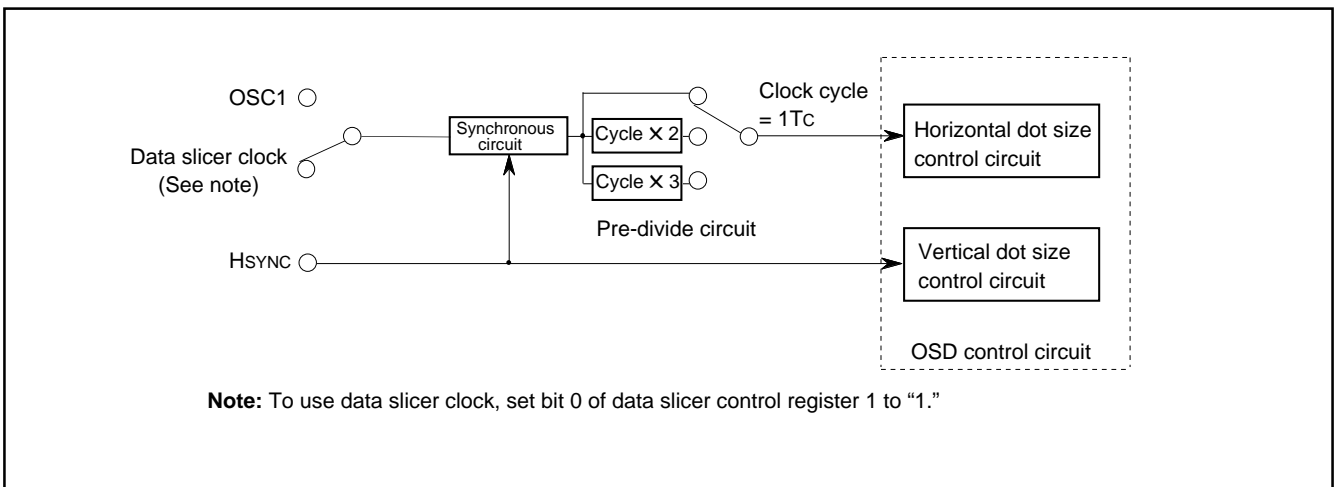 OSC1
Data slicer clock
(See note)
HSYNC
Synchronous
circuit
Cycle × 2
Cycle × 3
Pre-divide circuit
Clock cycle
= 1TC
Horizontal dot size
control circuit
Vertical dot size
control circuit
OSD control circuit
Note: To use data slicer clock, set bit 0 of data slicer control register 1 to “1.”